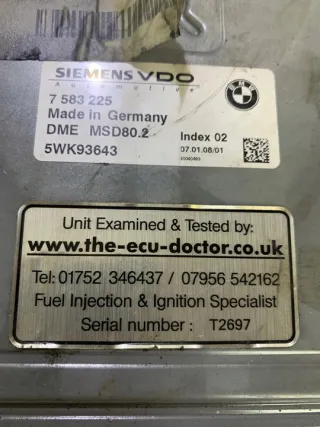 SIEMENS VDO
Automotive
7 583 225
Made in Germany
DME MSD80.2
Index 02
5WK93643
07.01.08/01
BMW
Unit Examined & Tested by:
www.the-ecu-doctor.co.uk
Tel: 01752 346437 / 07956 542162
Fuel Injection & Ignition Specialist
Serial number : T2697